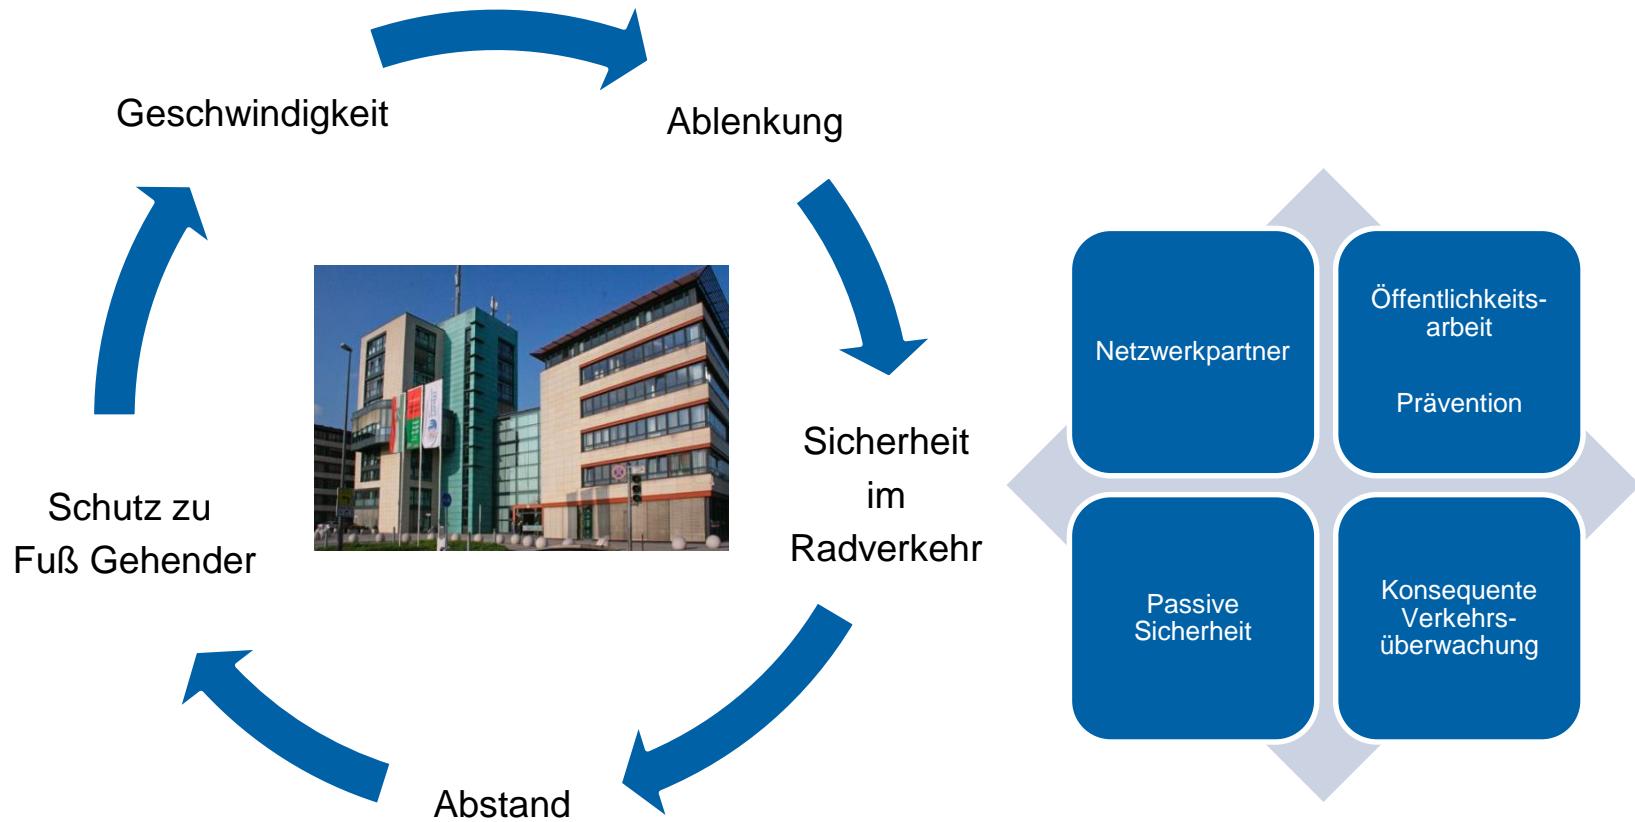 Geschwindigkeit
Ablenkung
Sicherheit
im
Radverkehr
Abstand
Schutz zu
Fuß Gehender
Netzwerkpartner
Öffentlichkeits-
arbeit
Prävention
Passive
Sicherheit
Konsequente
Verkehrs-
überwachung